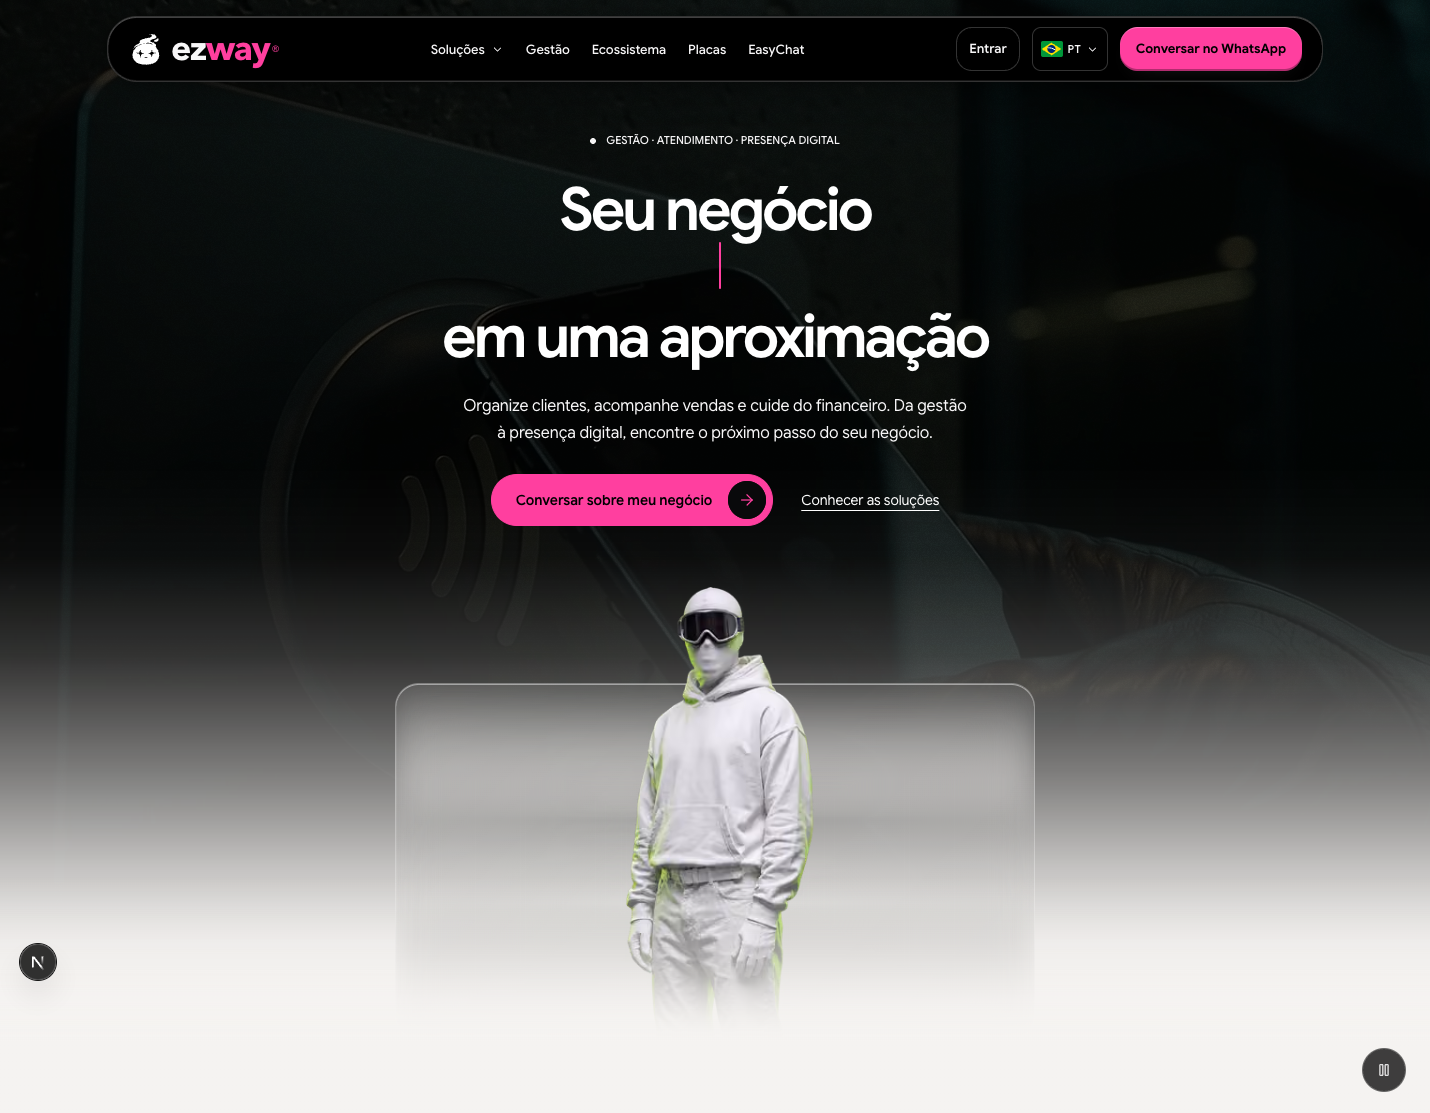 ezway®
Soluções
Gestão
Ecossistema
Placas
EasyChat
Entrar
PT
Conversar no WhatsApp
GESTÃO · ATENDIMENTO · PRESENÇA DIGITAL
Seu negócio
em uma aproximação
Organize clientes, acompanhe vendas e cuide do financeiro. Da gestão
à presença digital, encontre o próximo passo do seu negócio.
Conversar sobre meu negócio
Conhecer as soluções
N